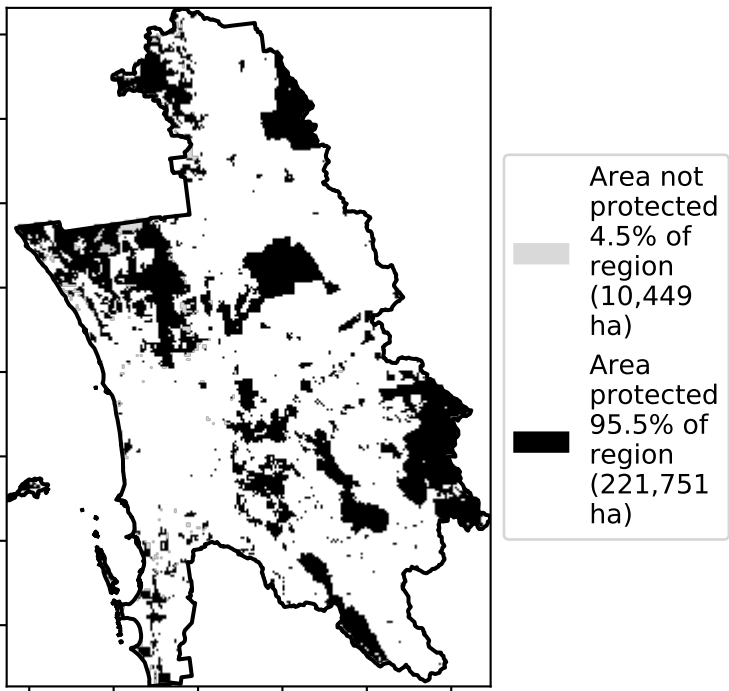 Area not
protected
4.5% of
region
(10,449
ha)
Area
protected
95.5% of
region
(221,751
ha)